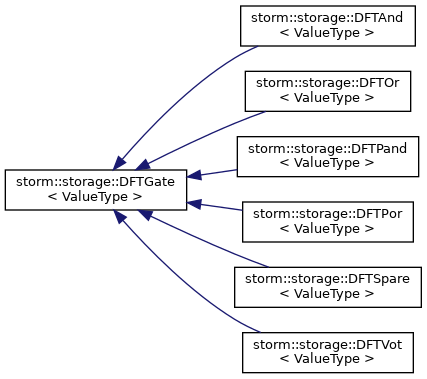 storm::storage::DFTAnd
< ValueType >
storm::storage::DFTOr
< ValueType >
storm::storage::DFTPand
< ValueType >
storm::storage::DFTGate
< ValueType >
storm::storage::DFTPor
< ValueType >
storm::storage::DFTSpare
< ValueType >
storm::storage::DFTVot
< ValueType >